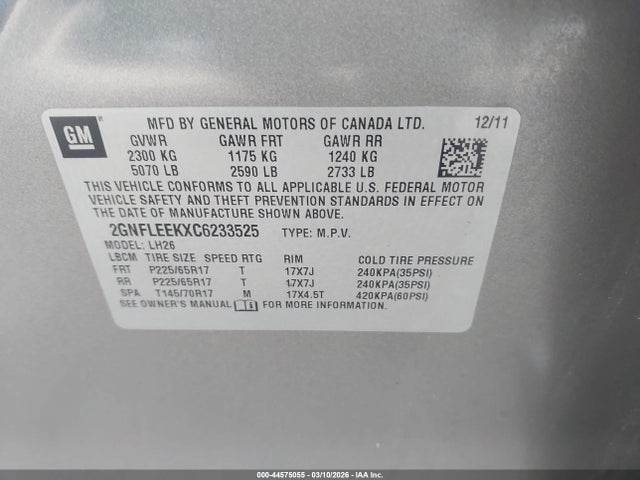 GM
MFD BY GENERAL MOTORS OF CANADA LTD. 12/11
GVWR GAWR FRT GAWR RR
2300 KG 1175 KG 1240 KG
5070 LB 2590 LB 2733 LB
THIS VEHICLE CONFORMS TO ALL APPLICABLE U.S. FEDERAL MOTOR
VEHICLE SAFETY AND THEFT PREVENTION STANDARDS IN EFFECT ON
THE DATE OF MANUFACTURE SHOWN ABOVE.
2GNFLEEKXC6233525 TYPE: M.P.V.
MODEL: LH26
LBCM TIRE SIZE SPEED RTG RIM COLD TIRE PRESSURE
FRT P225/65R17 T 17X7J 240KPA(35PSI)
RR P225/65R17 T 17X7J 240KPA(35PSI)
SPA T145/70R17 M 17X4.5T 420KPA(60PSI)
SEE OWNER'S MANUAL FOR MORE INFORMATION.
000-44575055 — 03/10/2026 — IAA Inc.